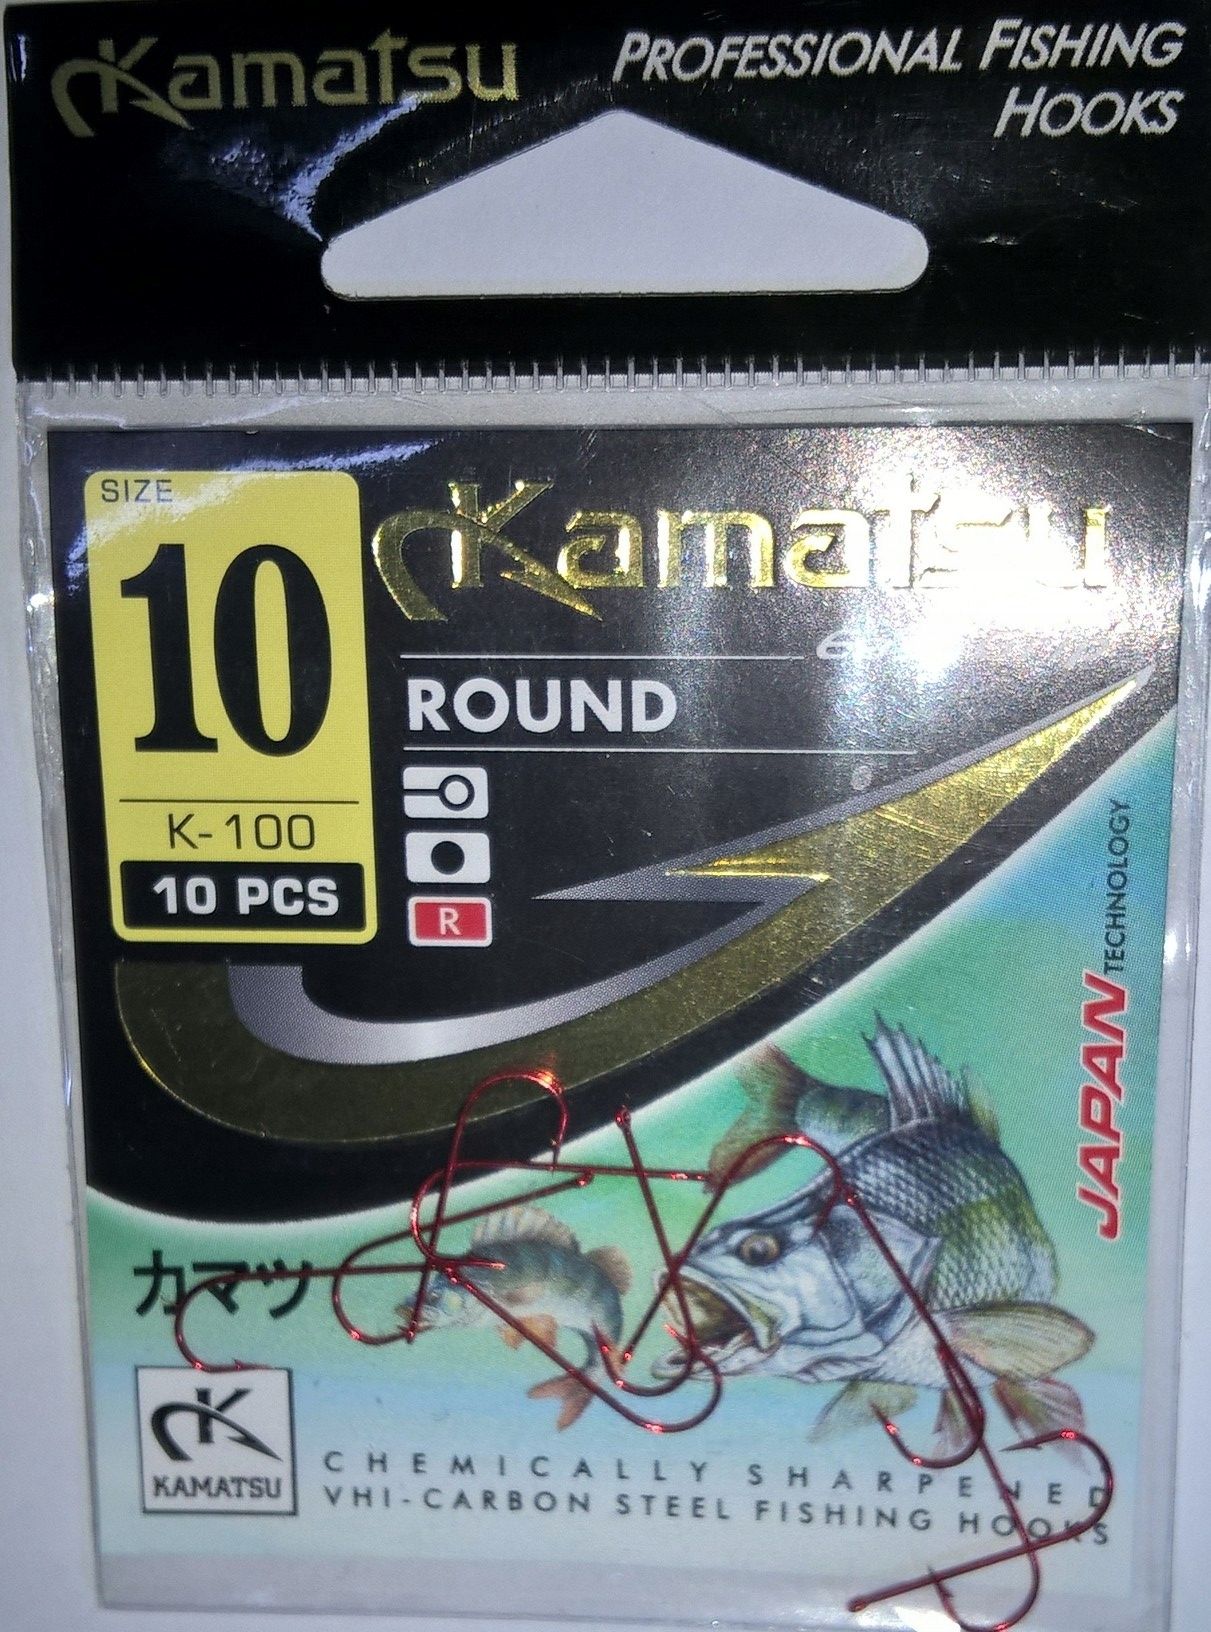 Kamatsu
PROFESSIONAL FISHING
HOOKS
SIZE
10
K-100
10 PCS
Kamatsu
ROUND
R
JAPAN TECHNOLOGY
カマツ
K
KAMATSU
CHEMICALLY SHARPENED
VHI-CARBON STEEL FISHING HOOKS